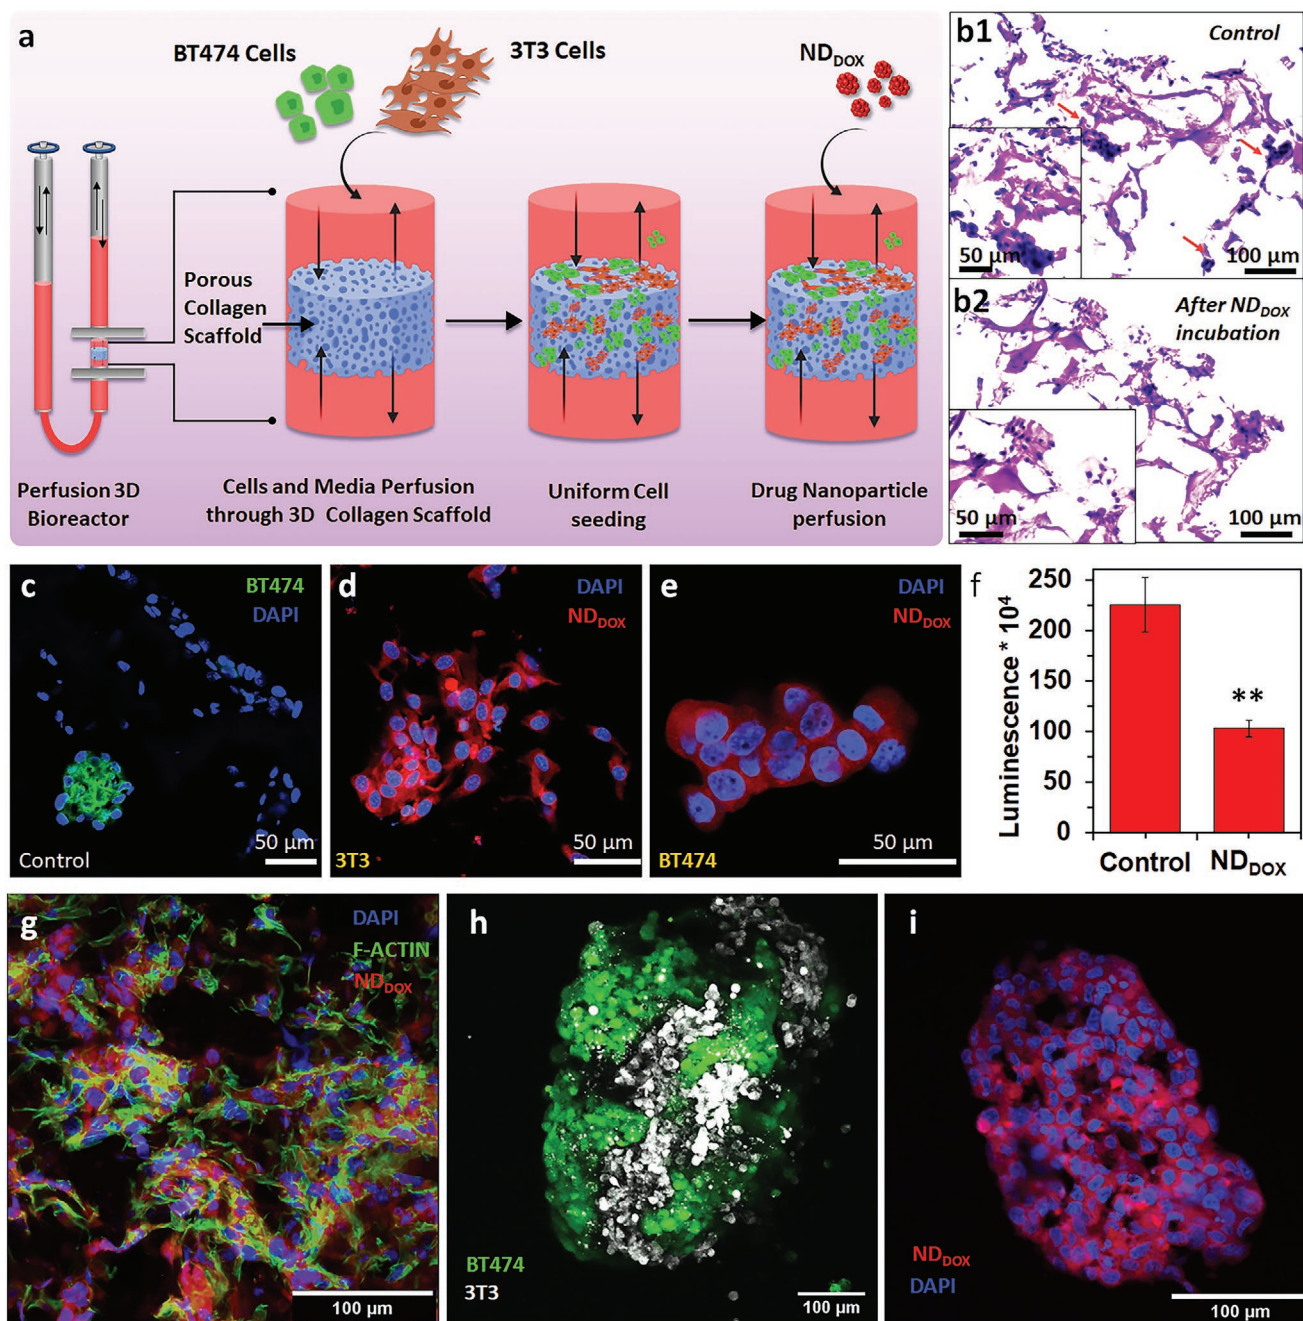 a
BT474 Cells
3T3 Cells
NDDOX
Porous
Collagen
Scaffold
Perfusion 3D
Bioreactor
Cells and Media Perfusion
through 3D Collagen Scaffold
Uniform Cell
seeding
Drug Nanoparticle
perfusion
b1
Control
50 µm
100 µm
b2
After NDDOX
incubation
50 µm
100 µm
c
BT474
DAPI
50 µm
Control
d
DAPI
NDDOX
50 µm
3T3
e
DAPI
NDDOX
50 µm
BT474
f
Luminescence * 10⁴
250
200
150
100
50
0
**
Control
NDDOX
g
DAPI
F-ACTIN
NDDOX
100 µm
h
BT474
3T3
100 µm
i
NDDOX
DAPI
100 µm